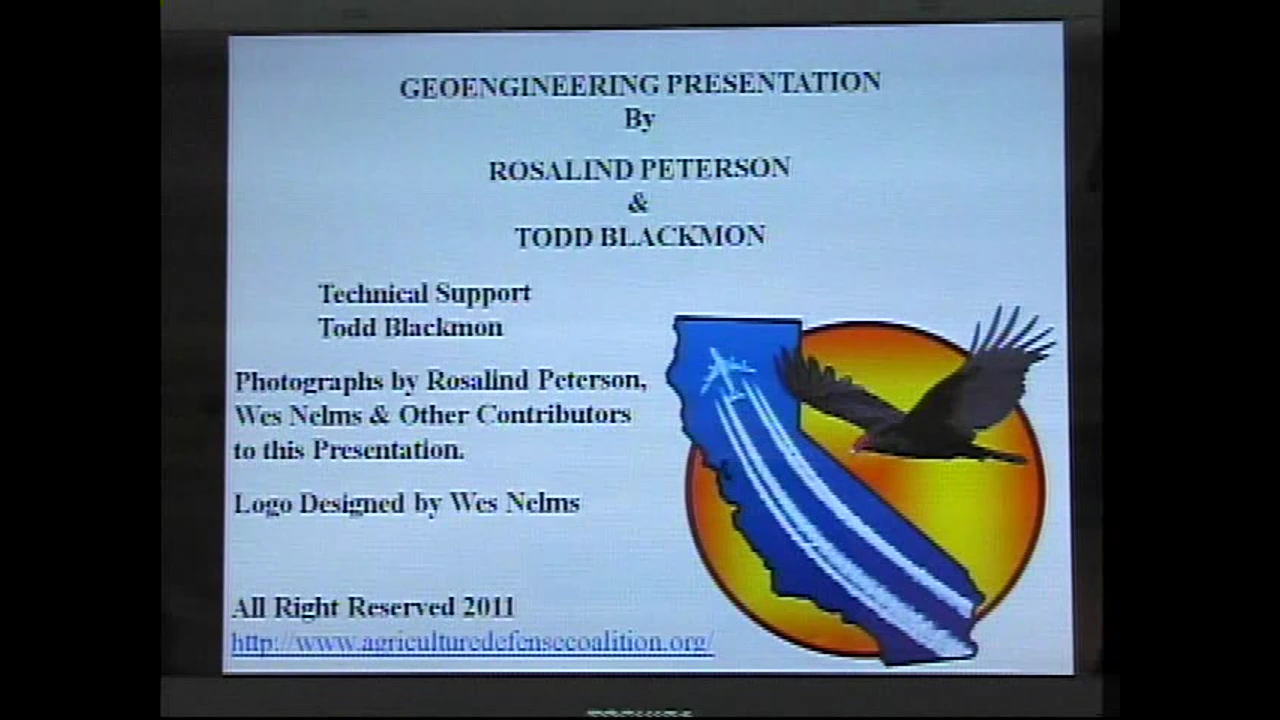 GEOENGINEERING PRESENTATION
By
ROSALIND PETERSON
&
TODD BLACKMON
Technical Support
Todd Blackmon
Photographs by Rosalind Peterson,
Wes Nelms & Other Contributors
to this Presentation.
Logo Designed by Wes Nelms
All Right Reserved 2011
http://www.agriculturedefensecoalition.org/